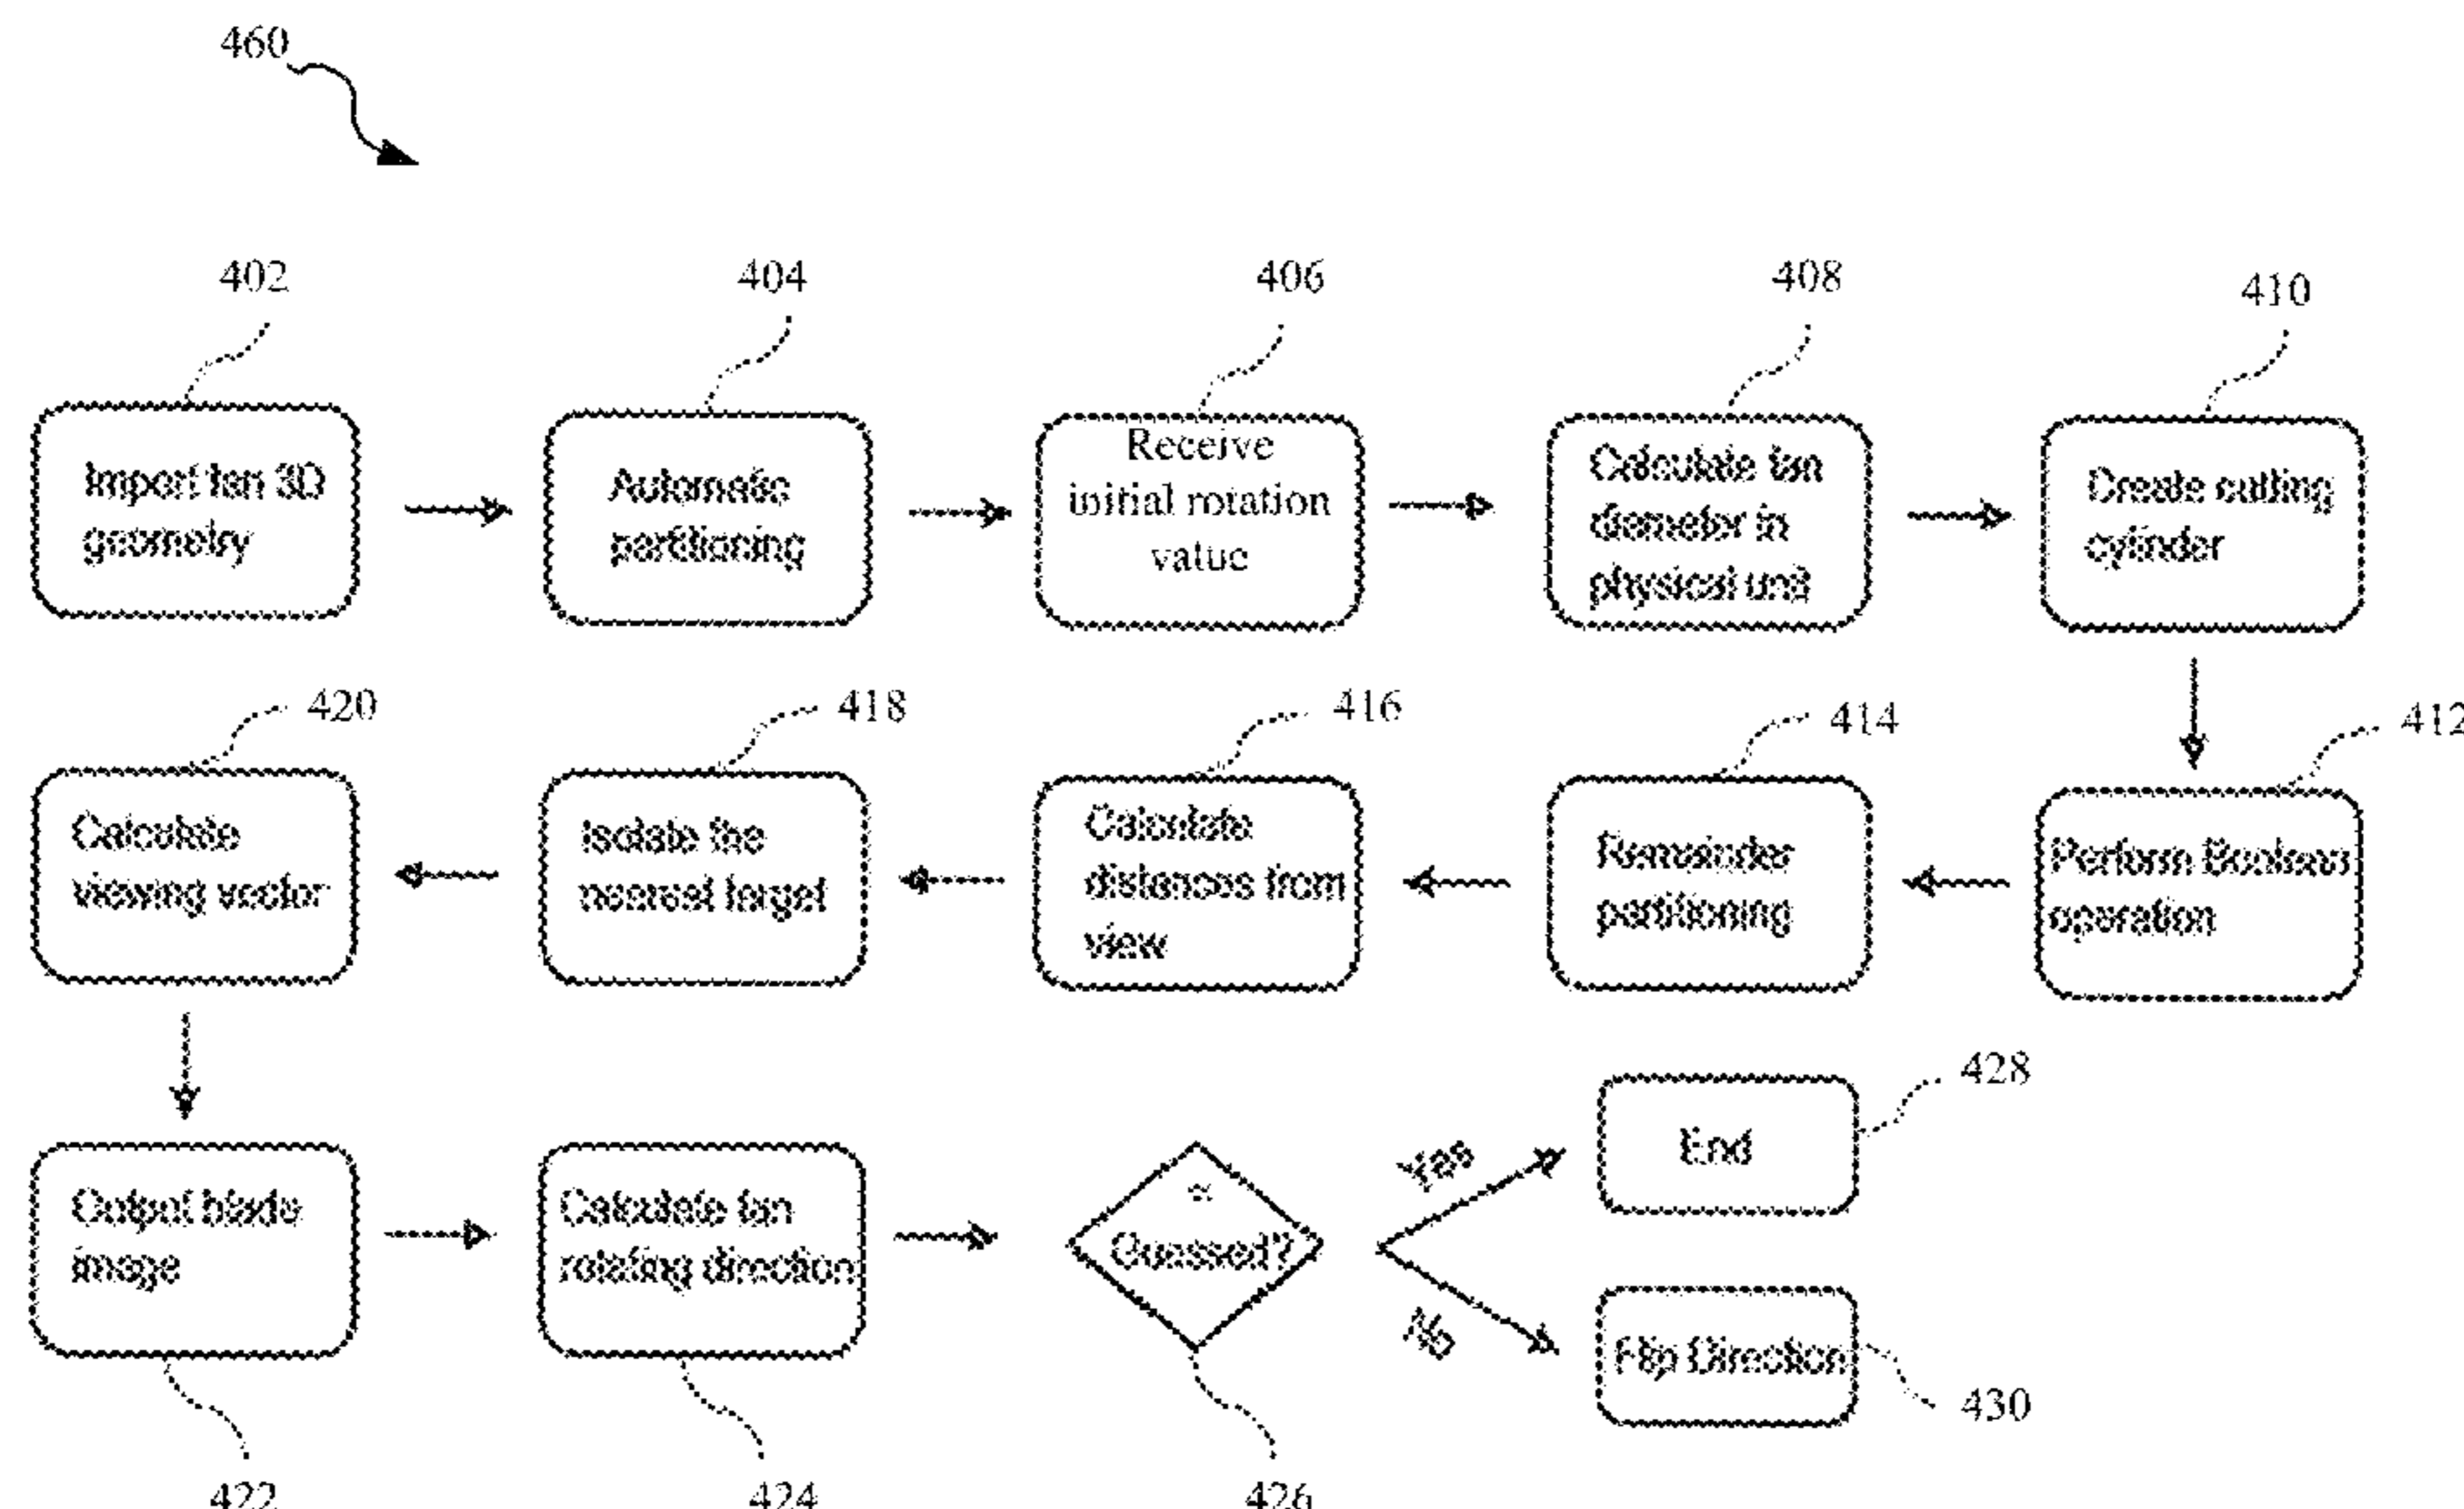 460
402
404
406
408
410
Import fan 3D
geometry
Automatic
partitioning
Receive
initial rotation
value
Calculate fan
diameter in
physical unit
Create cutting
cylinder
420
418
416
414
412
Calculate
viewing vector
Isolate the
nearest target
Calculate
distances from
view
Remainder
partitioning
Perform Boolean
operation
428
Output blade
image
Calculate fan
rotating direction
=
Guessed?
Yes
No
End
Flip Direction
430
422
424
426